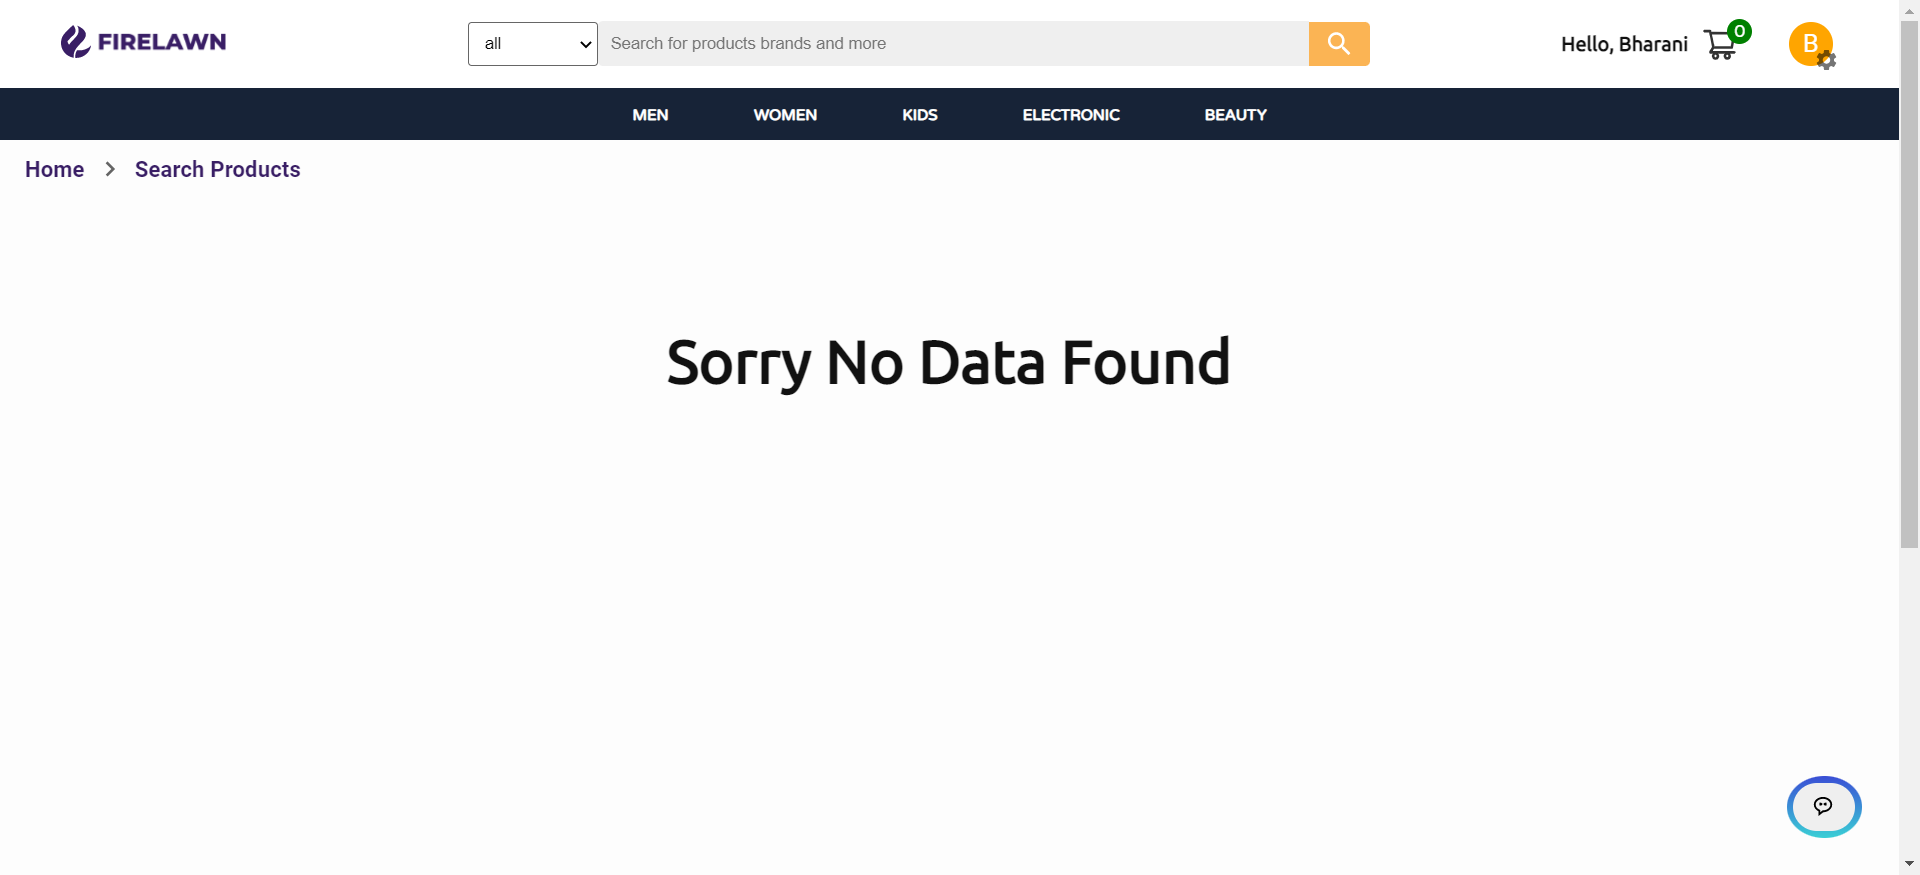 FIRELAWN
all
Search for products brands and more
Hello, Bharani
0
B
MEN
WOMEN
KIDS
ELECTRONIC
BEAUTY
Home
Search Products
Sorry No Data Found